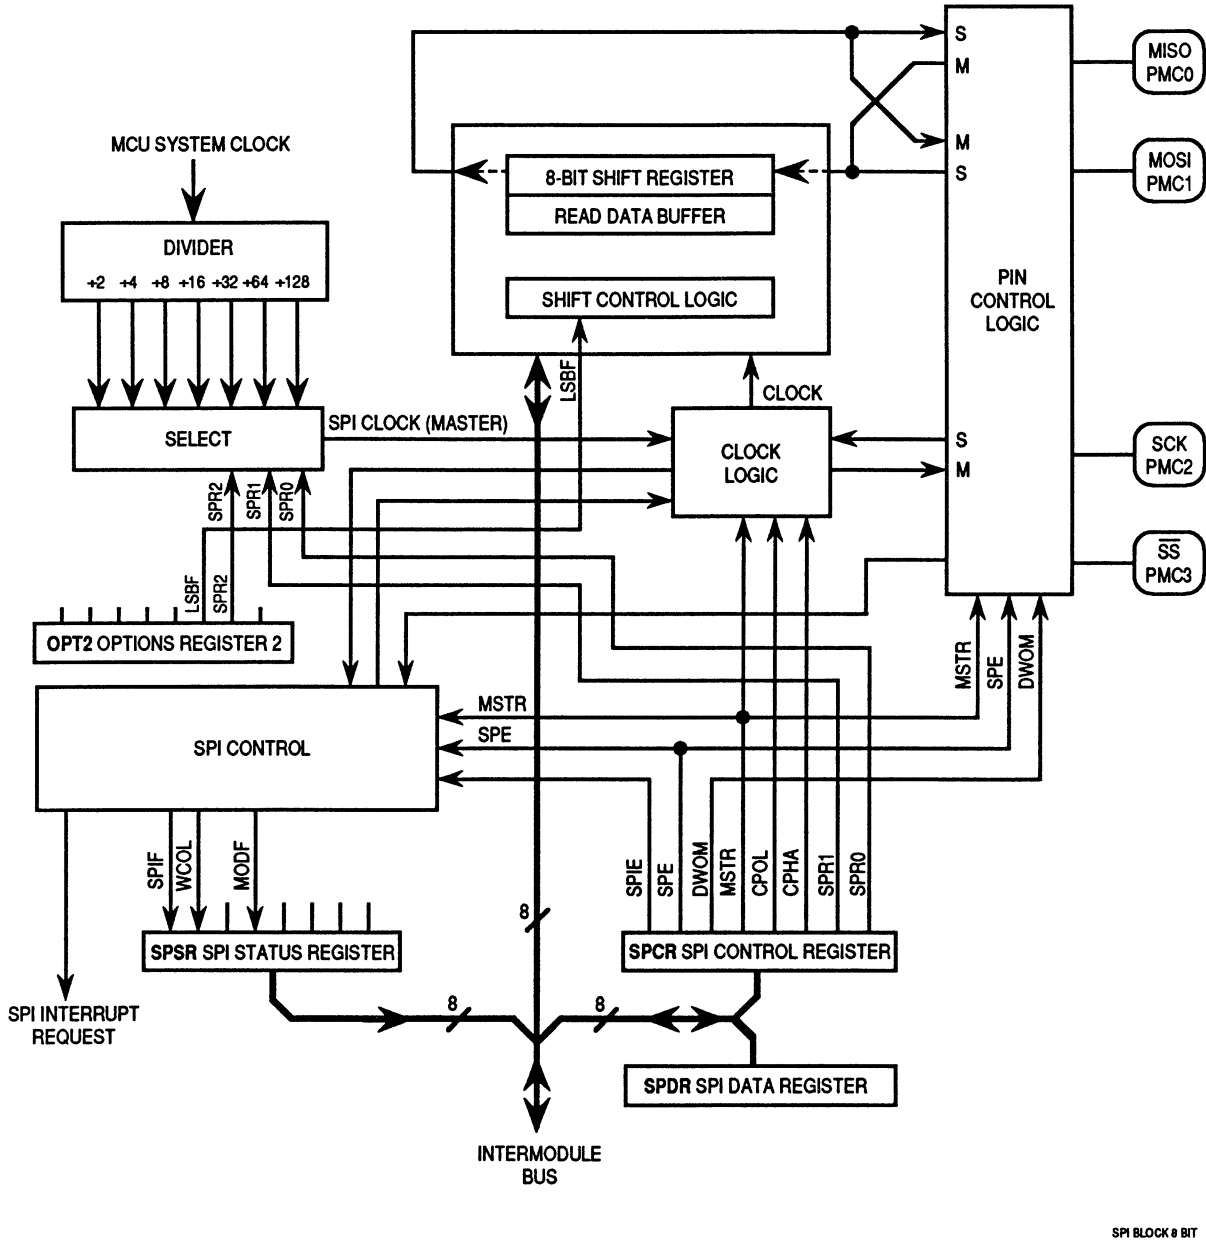 S
M
M
S
MISO
PMC0
MOSI
PMC1
MCU SYSTEM CLOCK
DIVIDER
÷2 ÷4 ÷8 ÷16 ÷32 ÷64 ÷128
8-BIT SHIFT REGISTER
READ DATA BUFFER
SHIFT CONTROL LOGIC
PIN
CONTROL
LOGIC
LSBF
CLOCK
SELECT
SPI CLOCK (MASTER)
CLOCK
LOGIC
S
M
SCK
PMC2
SS
PMC3
SPR2
SPR1
SPR0
LSBF
SPR2
OPT2 OPTIONS REGISTER 2
MSTR
SPE
DWOM
SPI CONTROL
MSTR
SPE
SPIF
WCOL
MODF
SPIE
SPE
DWOM
MSTR
CPOL
CPHA
SPR1
SPR0
8
SPSR SPI STATUS REGISTER
SPCR SPI CONTROL REGISTER
SPI INTERRUPT
REQUEST
8
8
SPDR SPI DATA REGISTER
INTERMODULE
BUS
SPI BLOCK 8 BIT